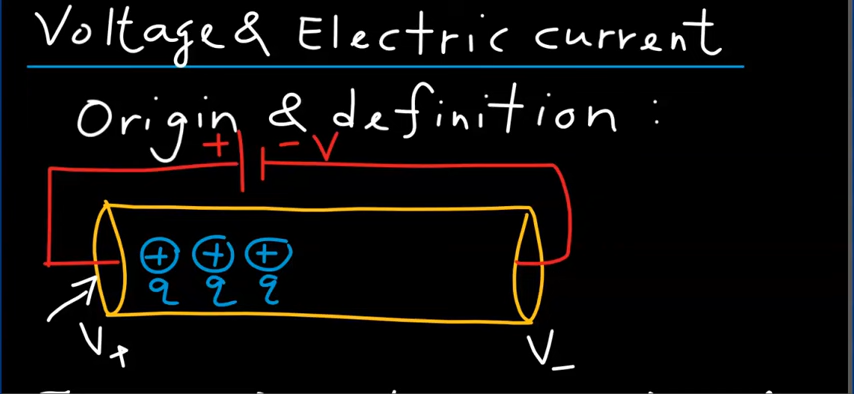 Voltage & Electric current
Origin & definition :
+ - V
+ + +
q q q
V+
V-